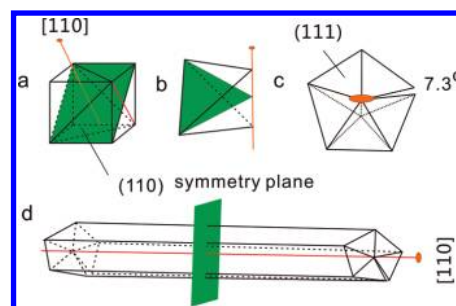 [110]
a
b
c
(111)
7.3°
(110) symmetry plane
d
[110]